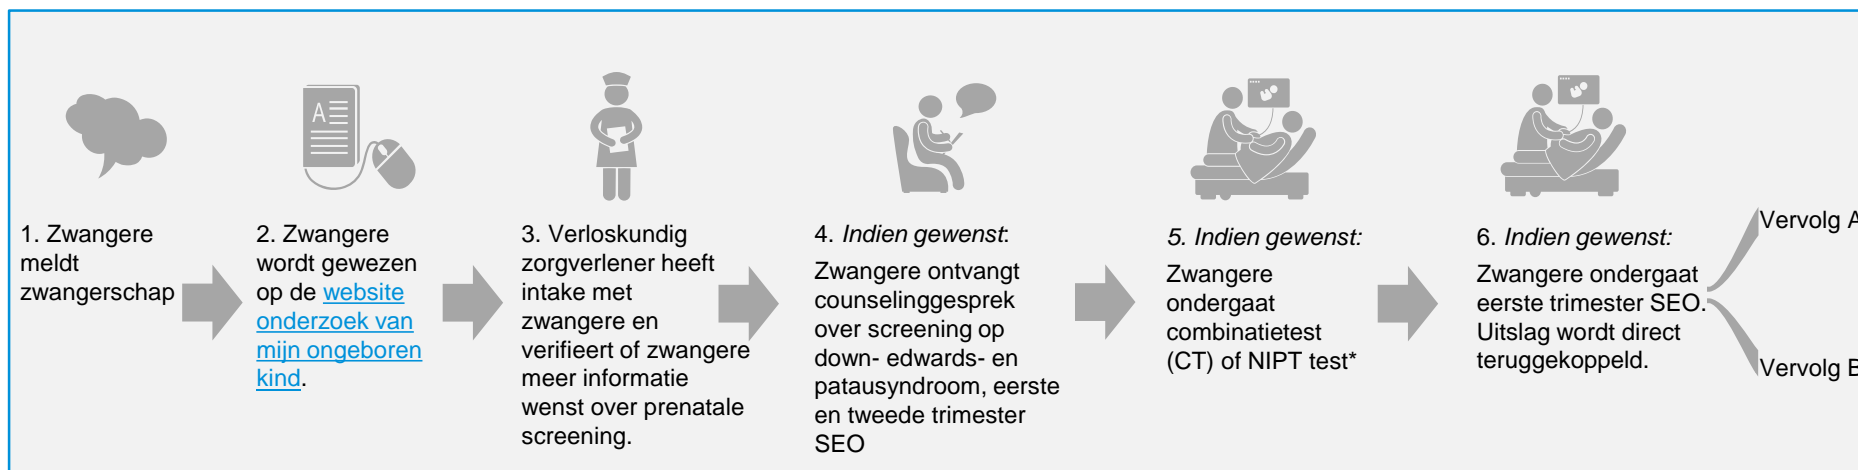 A
1. Zwangere
meldt
zwangerschap
2. Zwangere
wordt gewezen
op de website
onderzoek van
mijn ongeboren
kind.
3. Verloskundig
zorgverlener heeft
intake met
zwangere en
verifieert of zwangere
meer informatie
wenst over prenatale
screening.
4. Indien gewenst:
Zwangere ontvangt
counselinggesprek
over screening op
down- edwards- en
patausyndroom, eerste
en tweede trimester
SEO
5. Indien gewenst:
Zwangere
ondergaat
combinatietest
(CT) of NIPT test*
6. Indien gewenst:
Zwangere ondergaat
eerste trimester SEO.
Uitslag wordt direct
teruggekoppeld.
Vervolg A
Vervolg B